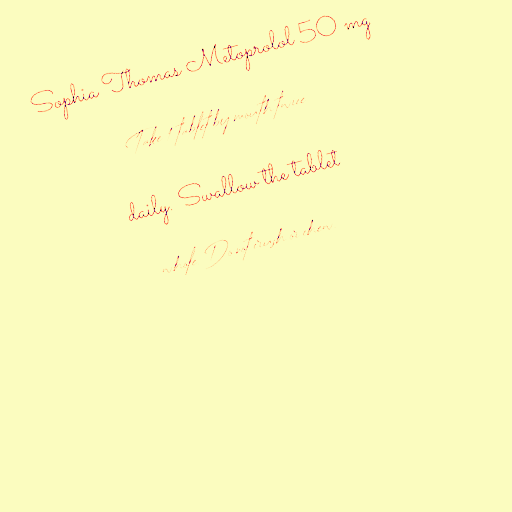 Sophia Thomas Metoprolol 50 mg
Take 1 tablet by mouth twice
daily. Swallow the tablet
whole. Do not crush or chew